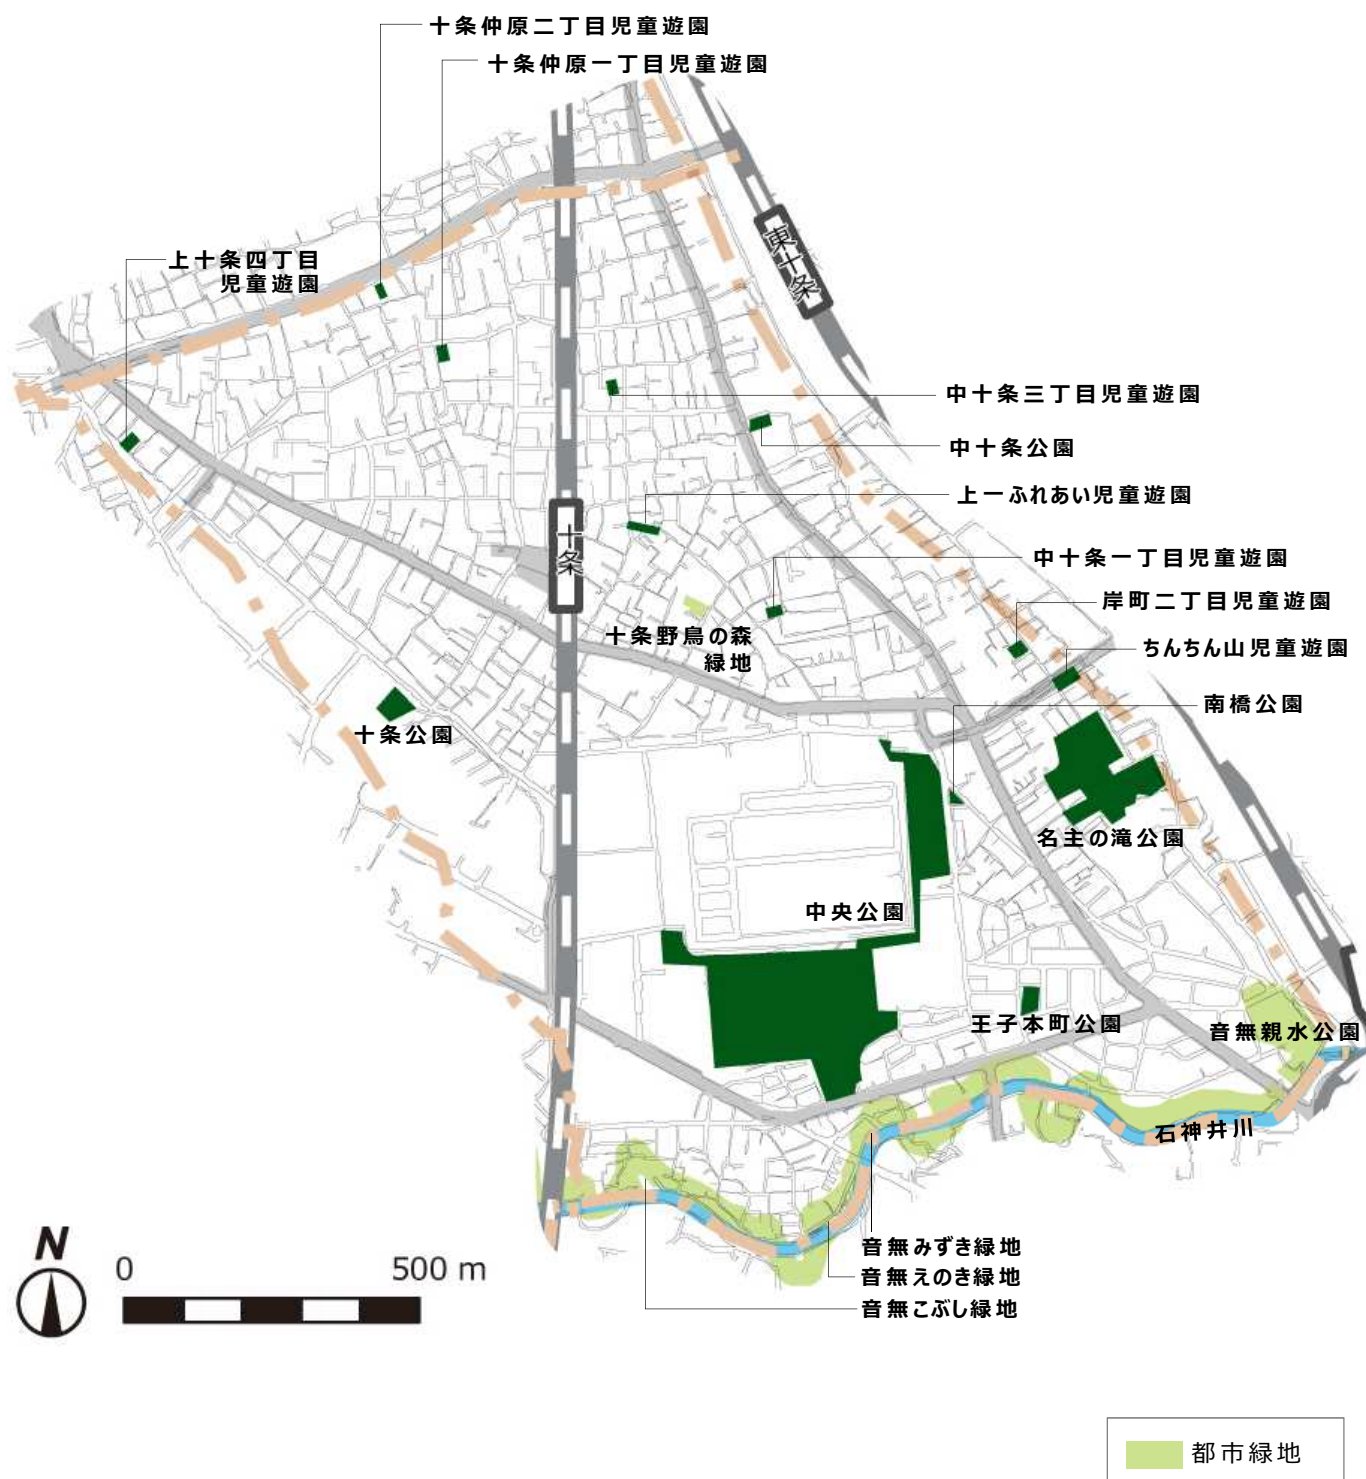 十条仲原二丁目児童遊園
十条仲原一丁目児童遊園
上十条四丁目
児童遊園
東十条
中十条三丁目児童遊園
中十条公園
上一ふれあい児童遊園
十条
中十条一丁目児童遊園
岸町二丁目児童遊園
十条野鳥の森
緑地
ちんちん山児童遊園
南橋公園
十条公園
名主の滝公園
中央公園
王子本町公園
音無親水公園
石神井川
音無みずき緑地
音無えのき緑地
音無こぶし緑地
N
0 500 m
都市緑地